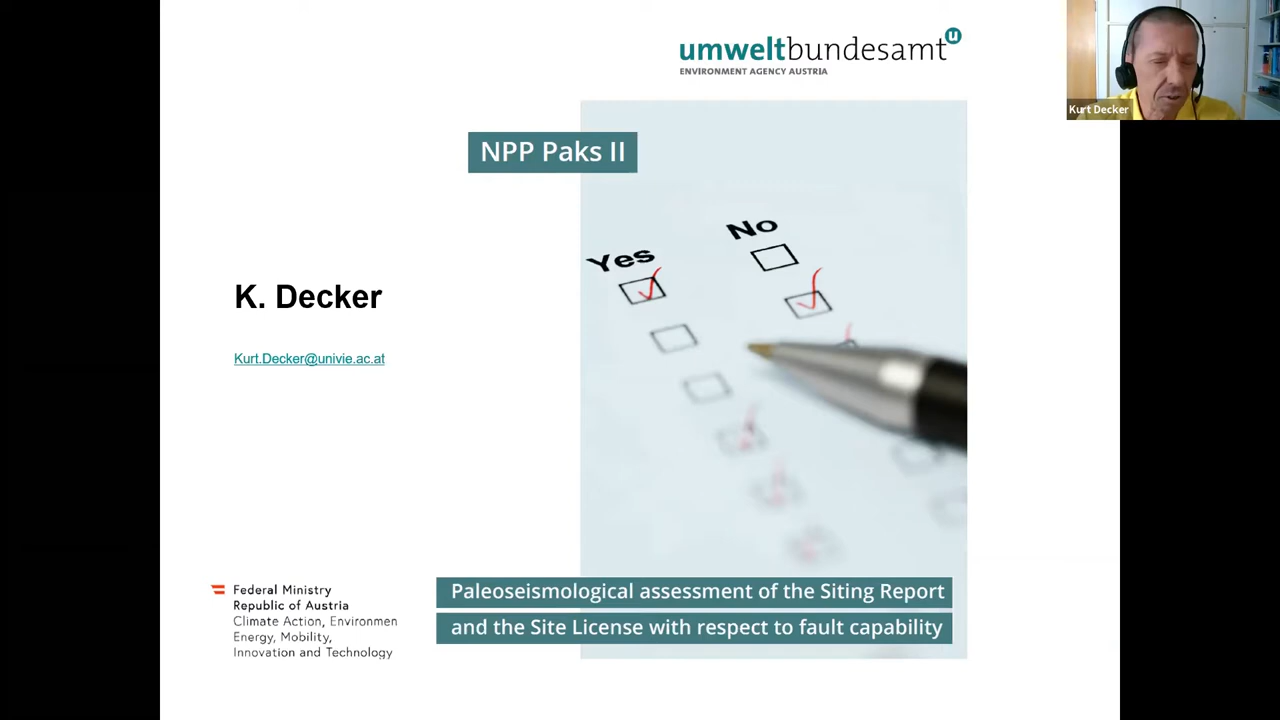 umweltbundesamt
ENVIRONMENT AGENCY AUSTRIA
Kurt Decker
NPP Paks II
Yes
No
K. Decker
Kurt.Decker@univie.ac.at
Federal Ministry
Republic of Austria
Climate Action, Environmen
Energy, Mobility,
Innovation and Technology
Paleoseismological assessment of the Siting Report
and the Site License with respect to fault capability